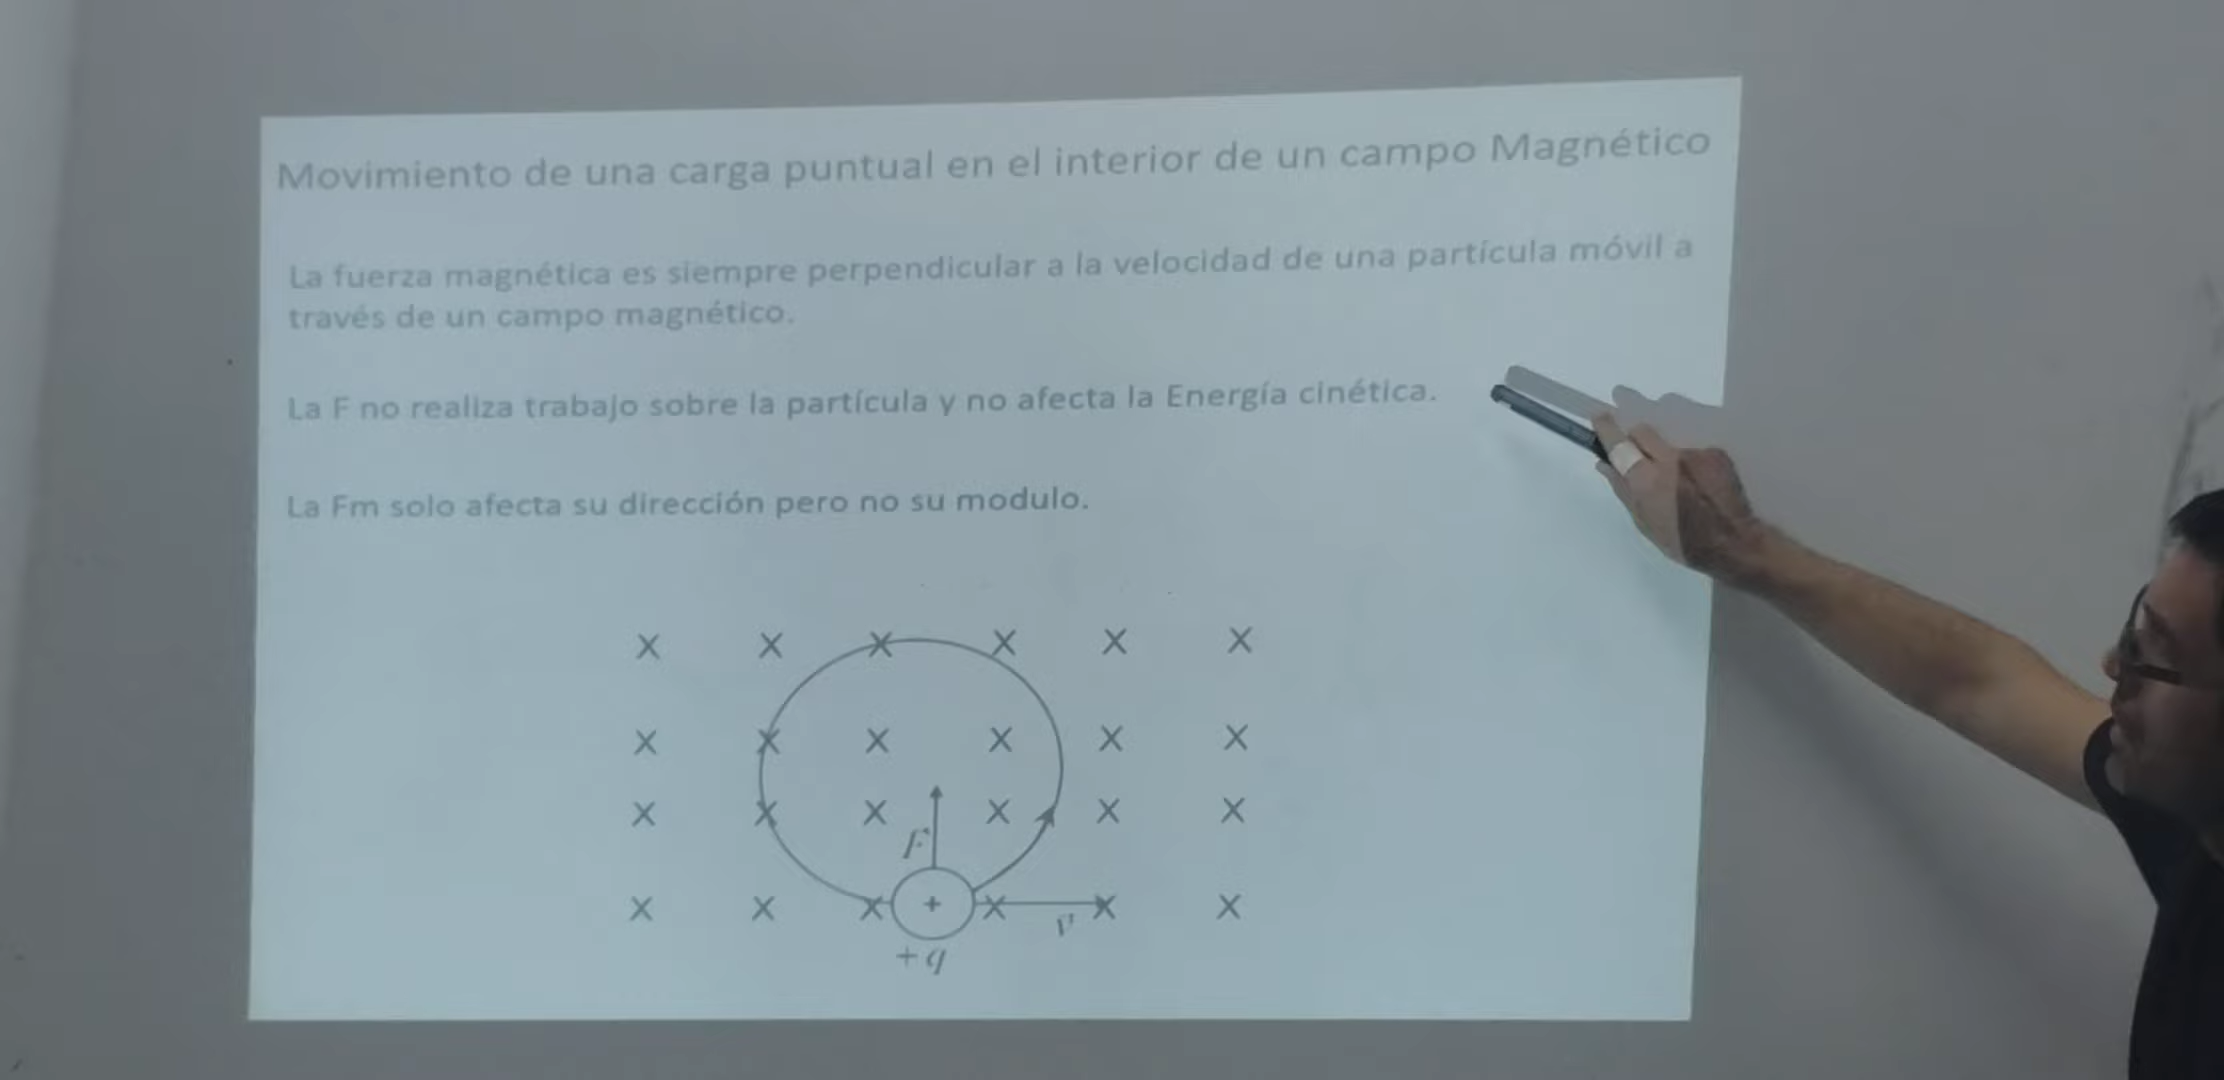 Movimiento de una carga puntual en el interior de un campo Magnético
La fuerza magnética es siempre perpendicular a la velocidad de una partícula móvil a
través de un campo magnético.
La F no realiza trabajo sobre la partícula y no afecta la Energía cinética.
La Fm solo afecta su dirección pero no su modulo.
X X X X X X
X X X X X X
X X X X X X
F
X X X + X X X
v
+q